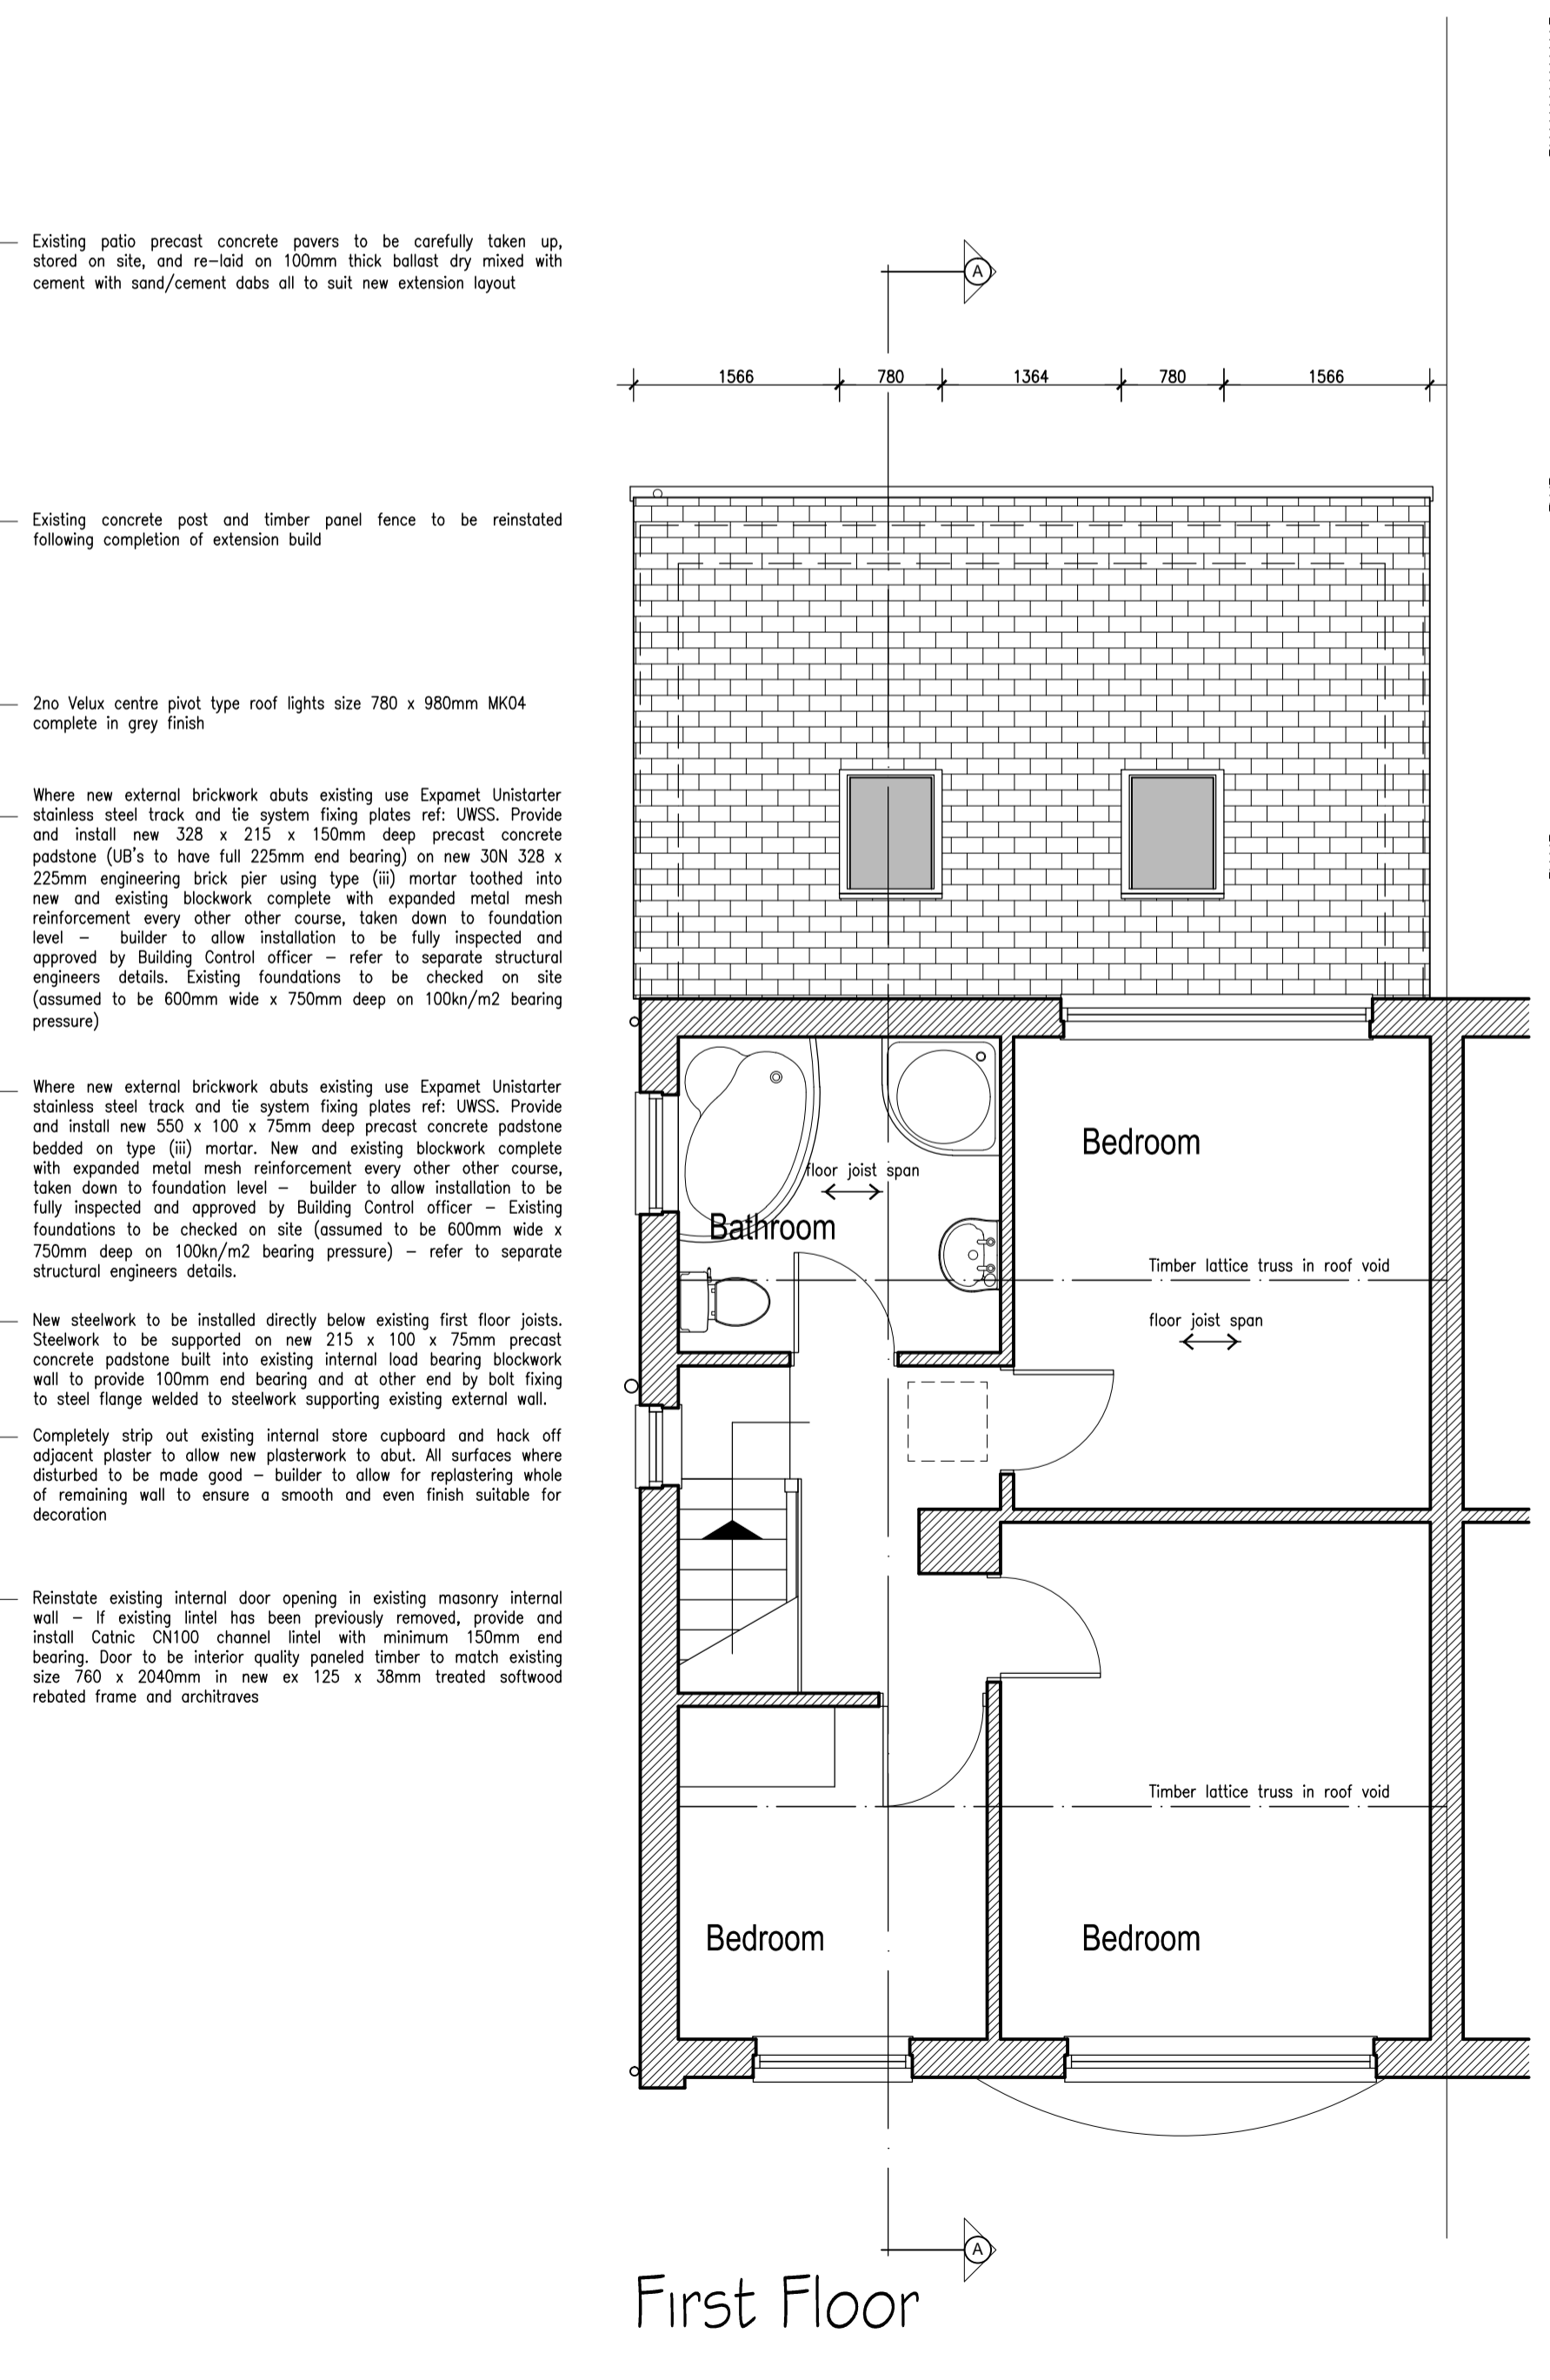 Existing patio precast concrete pavers to be carefully taken up,
stored on site, and re-laid on 100mm thick ballast dry mixed with
cement with sand/cement dabs all to suit new extension layout
A
1566 780 1364 780 1566
Existing concrete post and timber panel fence to be reinstated
following completion of extension build
2no Velux centre pivot type roof lights size 780 x 980mm MK04
complete in grey finish
Where new external brickwork abuts existing use Expamet Unistarter
stainless steel track and tie system fixing plates ref: UWSS. Provide
and install new 328 x 215 x 150mm deep precast concrete
padstone (UB's to have full 225mm end bearing) on new 30N 328 x
225mm engineering brick pier using type (iii) mortar toothed into
new and existing blockwork complete with expanded metal mesh
reinforcement every other other course, taken down to foundation
level - builder to allow installation to be fully inspected and
approved by Building Control officer - refer to separate structural
engineers details. Existing foundations to be checked on site
(assumed to be 600mm wide x 750mm deep on 100kn/m2 bearing
pressure)
Where new external brickwork abuts existing use Expamet Unistarter
stainless steel track and tie system fixing plates ref: UWSS. Provide
and install new 550 x 100 x 75mm deep precast concrete padstone
bedded on type (iii) mortar. New and existing blockwork complete
with expanded metal mesh reinforcement every other other course,
taken down to foundation level - builder to allow installation to be
fully inspected and approved by Building Control officer - Existing
foundations to be checked on site (assumed to be 600mm wide x
750mm deep on 100kn/m2 bearing pressure) - refer to separate
structural engineers details.
New steelwork to be installed directly below existing first floor joists.
Steelwork to be supported on new 215 x 100 x 75mm precast
concrete padstone built into existing internal load bearing blockwork
wall to provide 100mm end bearing and at other end by bolt fixing
to steel flange welded to steelwork supporting existing external wall.
Completely strip out existing internal store cupboard and hack off
adjacent plaster to allow new plasterwork to abut. All surfaces where
disturbed to be made good - builder to allow for replastering whole
of remaining wall to ensure a smooth and even finish suitable for
decoration
Reinstate existing internal door opening in existing masonry internal
wall - If existing lintel has been previously removed, provide and
install Catnic CN100 channel lintel with minimum 150mm end
bearing. Door to be interior quality paneled timber to match existing
size 760 x 2040mm in new ex 125 x 38mm treated softwood
rebated frame and architraves
Bedroom
floor joist span
Bathroom
Timber lattice truss in roof void
floor joist span
Timber lattice truss in roof void
Bedroom
Bedroom
A
First Floor